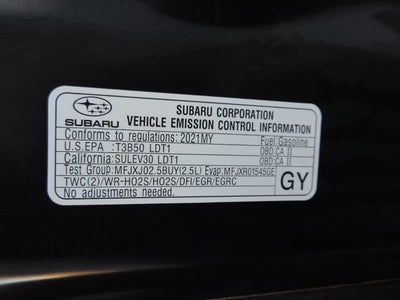 SUBARU CORPORATION
SUBARU VEHICLE EMISSION CONTROL INFORMATION
Conforms to regulations:2021MY Fuel:Gasoline
U.S.EPA :T3B50 LDT1 OBD:CA II
California:SULEV30 LDT1 OBD:CA II
Test Group:MFJXJ02.5BUY(2.5L) Evap:MFJXR01545GE
TWC(2)/WR-HO2S/HO2S/DFI/EGR/EGRC
No adjustments needed.
GY